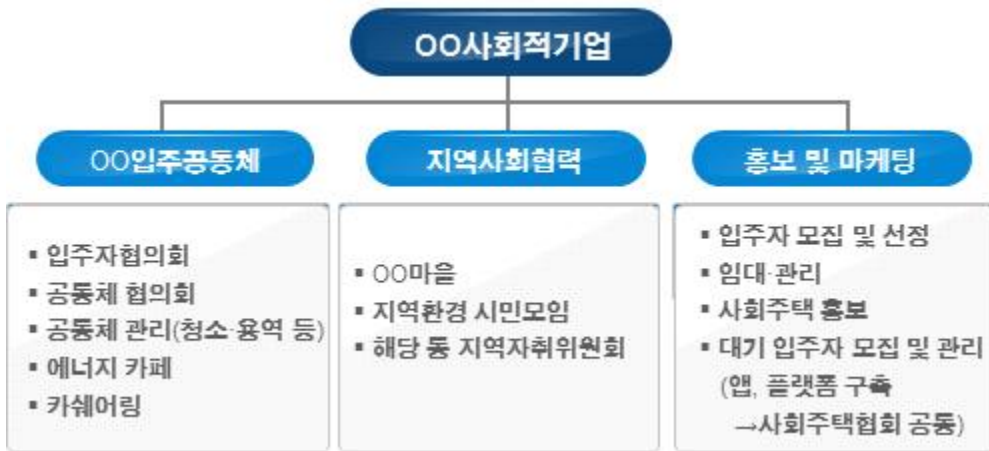 OO사회적기업
OO입주공동체
▪ 입주자협의회
▪ 공통체 협의회
▪ 공통체 관리(청소·용역 등)
▪ 에너지 카페
▪ 카쉐어링
지역사회협력
▪ OO마을
▪ 지역환경 시민모임
▪ 해당 동 지역자취위원회
홍보 및 마케팅
▪ 입주자 모집 및 선정
▪ 임대·관리
▪ 사회주택 홍보
▪ 대기 입주자 모집 및 관리
(앱, 플랫폼 구축
→사회주택협회 공통)